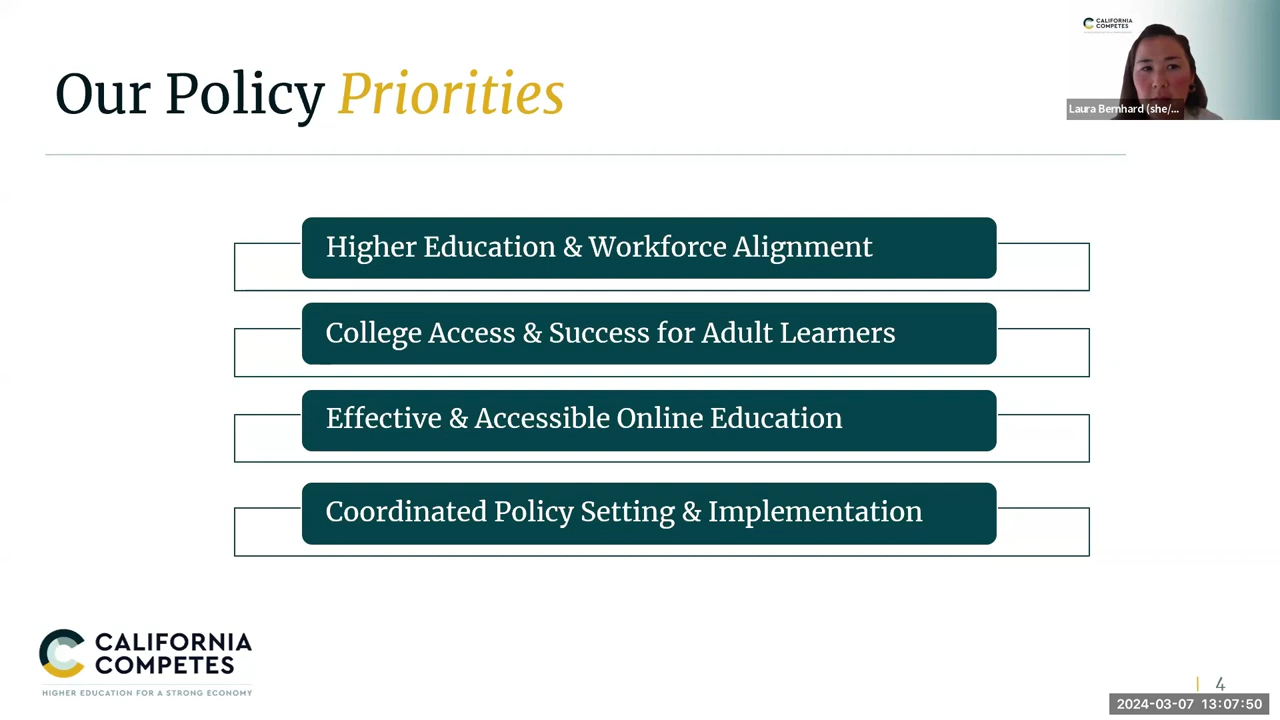 CALIFORNIA
COMPETES
Our Policy Priorities
Laura Bernhard (she/...
Higher Education & Workforce Alignment
College Access & Success for Adult Learners
Effective & Accessible Online Education
Coordinated Policy Setting & Implementation
CALIFORNIA
COMPETES
HIGHER EDUCATION FOR A STRONG ECONOMY
| 4
2024-03-07 13:07:50